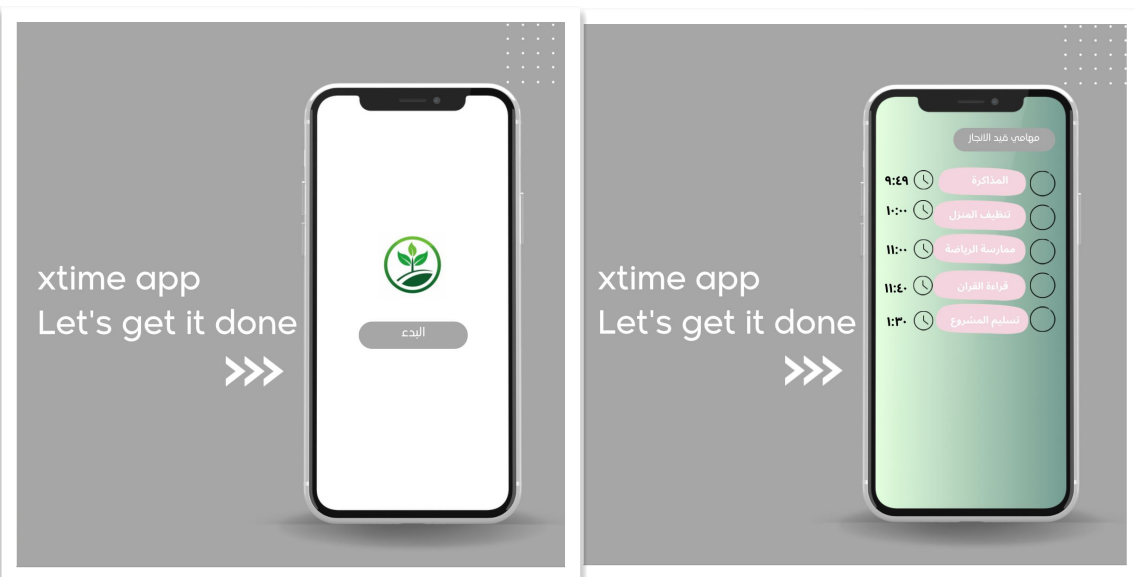 xtime app
Let's get it done
>>>
البدء
xtime app
Let's get it done
>>>
مهامي قيد الانجاز
المذاكرة ٩:٤٩
تنظيف المنزل ١٠:٠٠
ممارسة الرياضة ١١:٠٠
قراءة القران ١١:٤٠
تسليم المشروع ١:٣٠